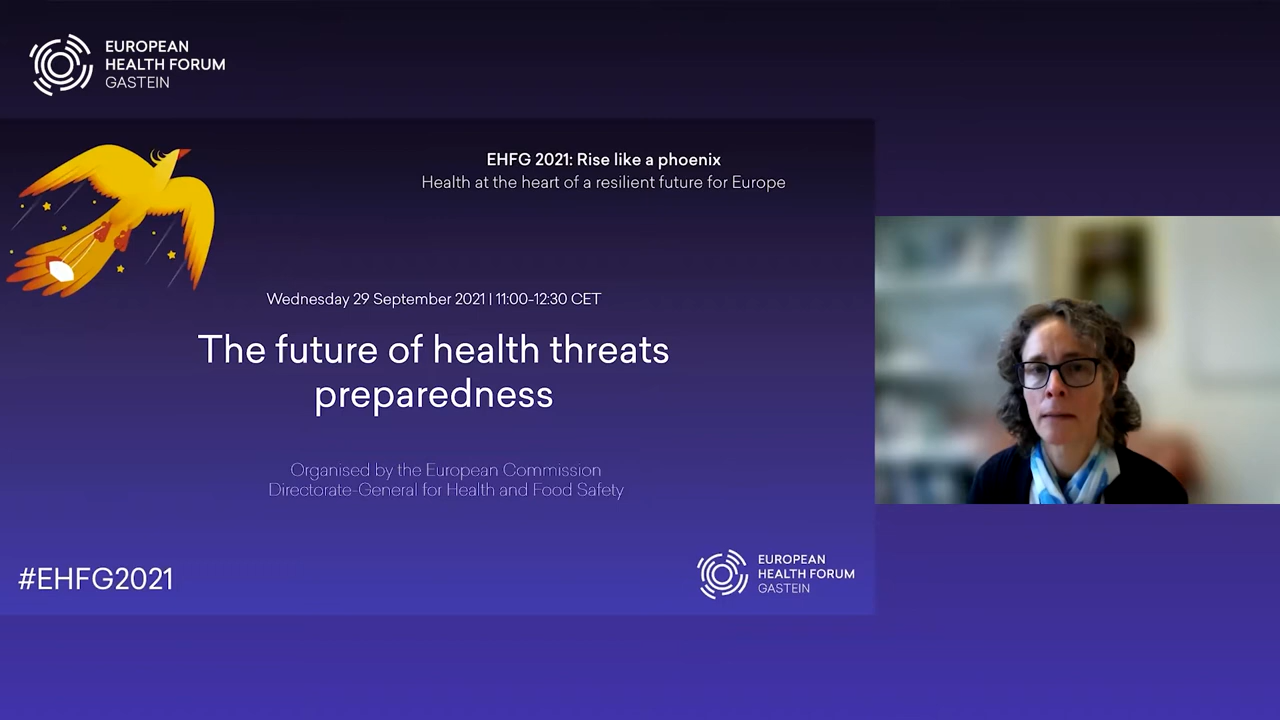 EUROPEAN
HEALTH FORUM
GASTEIN
EHFG 2021: Rise like a phoenix
Health at the heart of a resilient future for Europe
Wednesday 29 September 2021 | 11:00-12:30 CET
The future of health threats
preparedness
Organised by the European Commission
Directorate-General for Health and Food Safety
#EHFG2021
EUROPEAN
HEALTH FORUM
GASTEIN